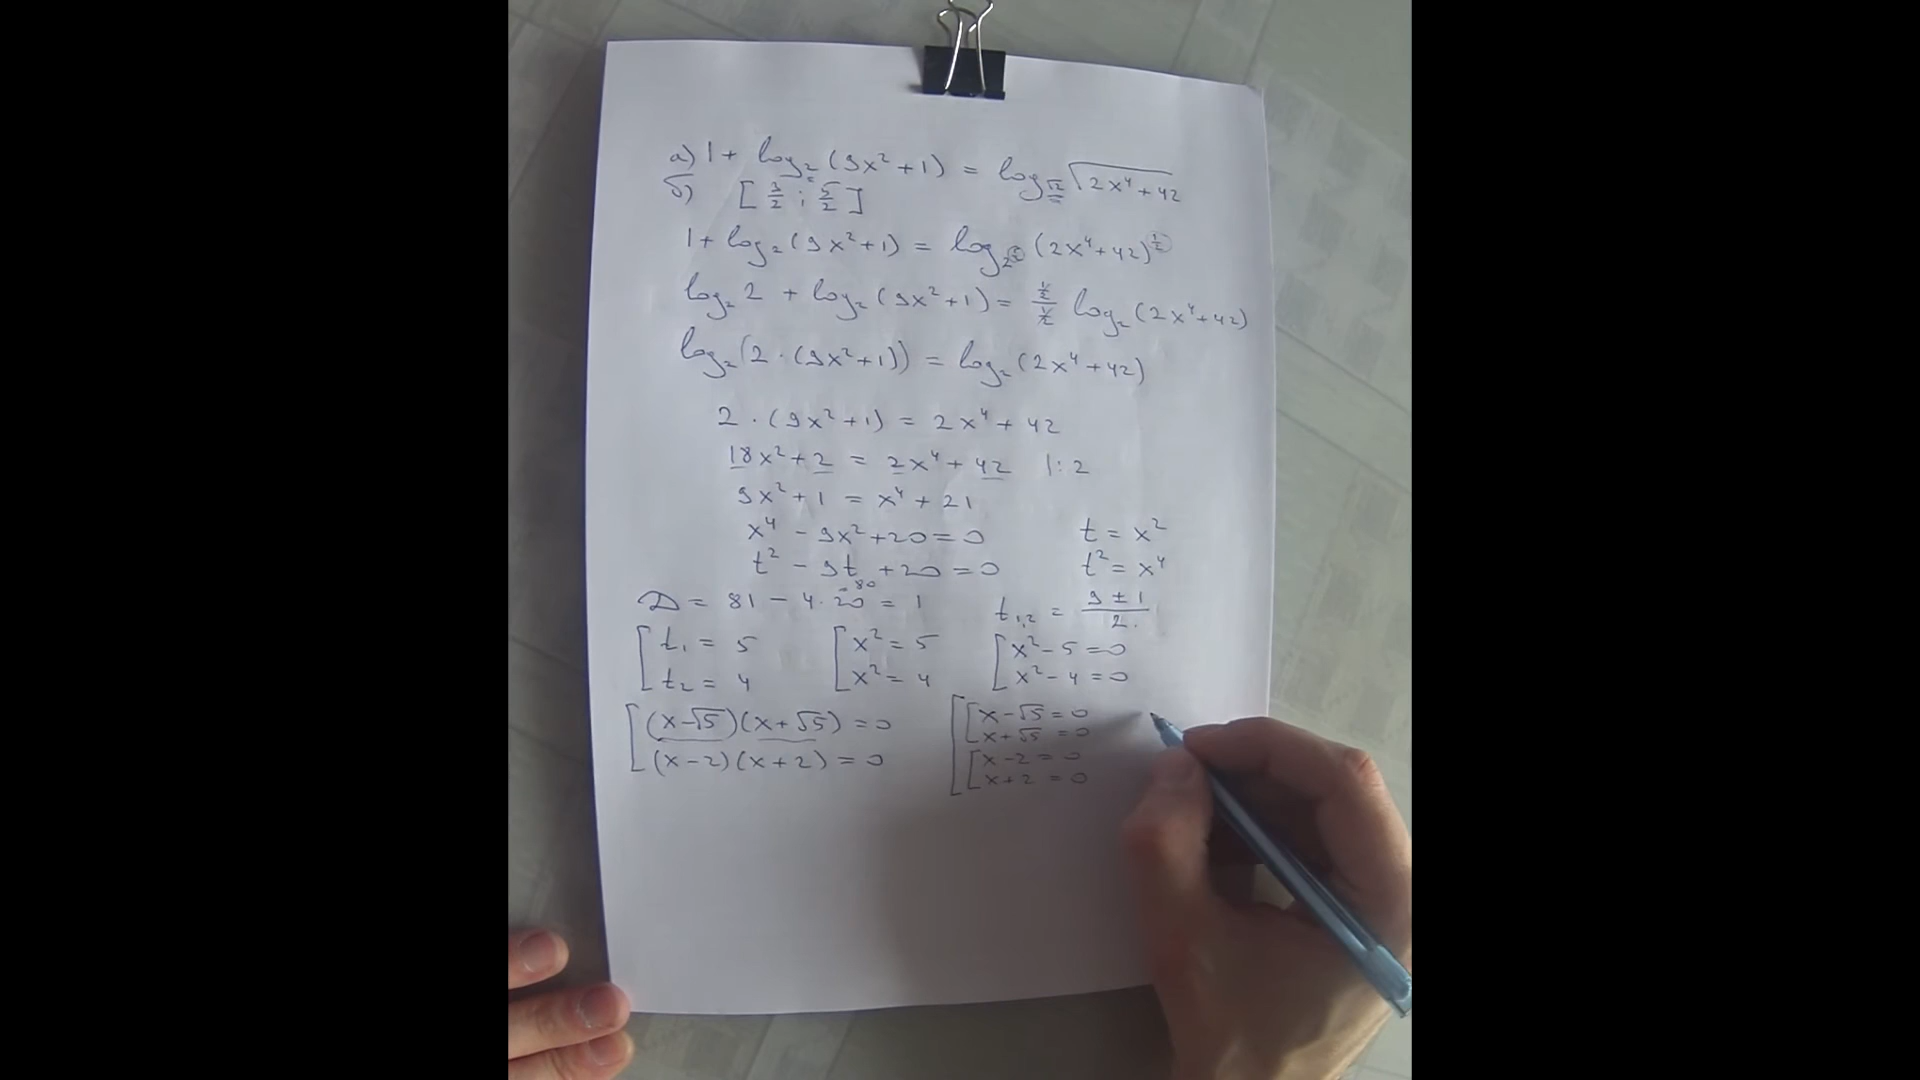 а) 1 + log₂(9x² + 1) = log_√2 √(2x⁴ + 42)
б) [3/2 ; 5/2]
1 + log₂(9x² + 1) = log_2^(1/2) (2x⁴ + 42)^(1/2)
log₂ 2 + log₂(9x² + 1) = (1/2)/(1/2) log₂(2x⁴ + 42)
log₂(2 · (9x² + 1)) = log₂(2x⁴ + 42)
2 · (9x² + 1) = 2x⁴ + 42
18x² + 2 = 2x⁴ + 42 |: 2
9x² + 1 = x⁴ + 21
x⁴ - 9x² + 20 = 0 t = x²
t² - 9t + 20 = 0 t² = x⁴
D = 81 - 4 · 20 = 1 t₁,₂ = (9 ± 1)/2
=80
[ t₁ = 5 [ x² = 5 [ x² - 5 = 0
t₂ = 4 x² = 4 x² - 4 = 0
[ (x - √5)(x + √5) = 0 [ [ x - √5 = 0
x + √5 = 0
(x - 2)(x + 2) = 0 [ x - 2 = 0
x + 2 = 0